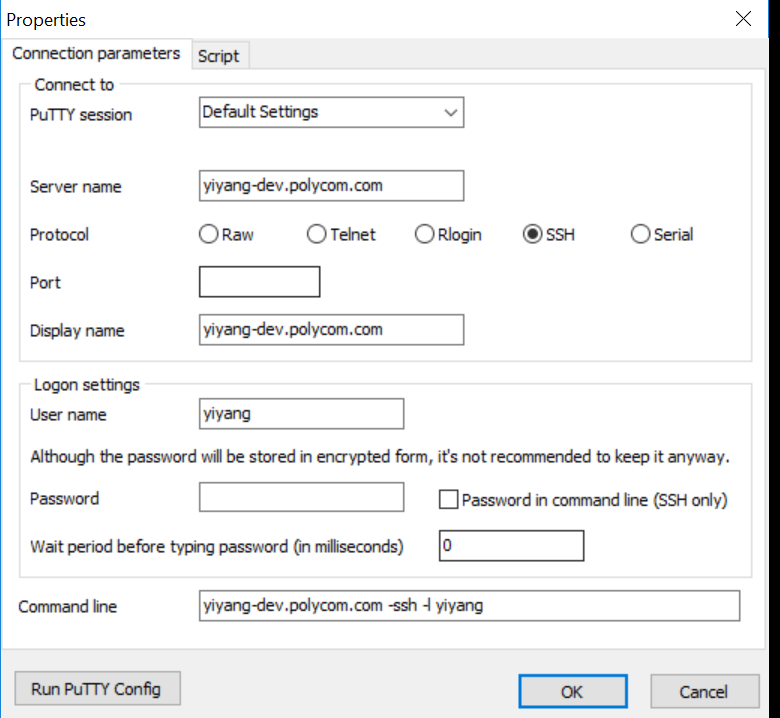 Properties
Connection parameters Script
Connect to
PuTTY session Default Settings
Server name yiyang-dev.polycom.com
Protocol Raw Telnet Rlogin SSH Serial
Port
Display name yiyang-dev.polycom.com
Logon settings
User name yiyang
Although the password will be stored in encrypted form, it's not recommended to keep it anyway.
Password Password in command line (SSH only)
Wait period before typing password (in milliseconds) 0
Command line yiyang-dev.polycom.com -ssh -l yiyang
Run PuTTY Config OK Cancel